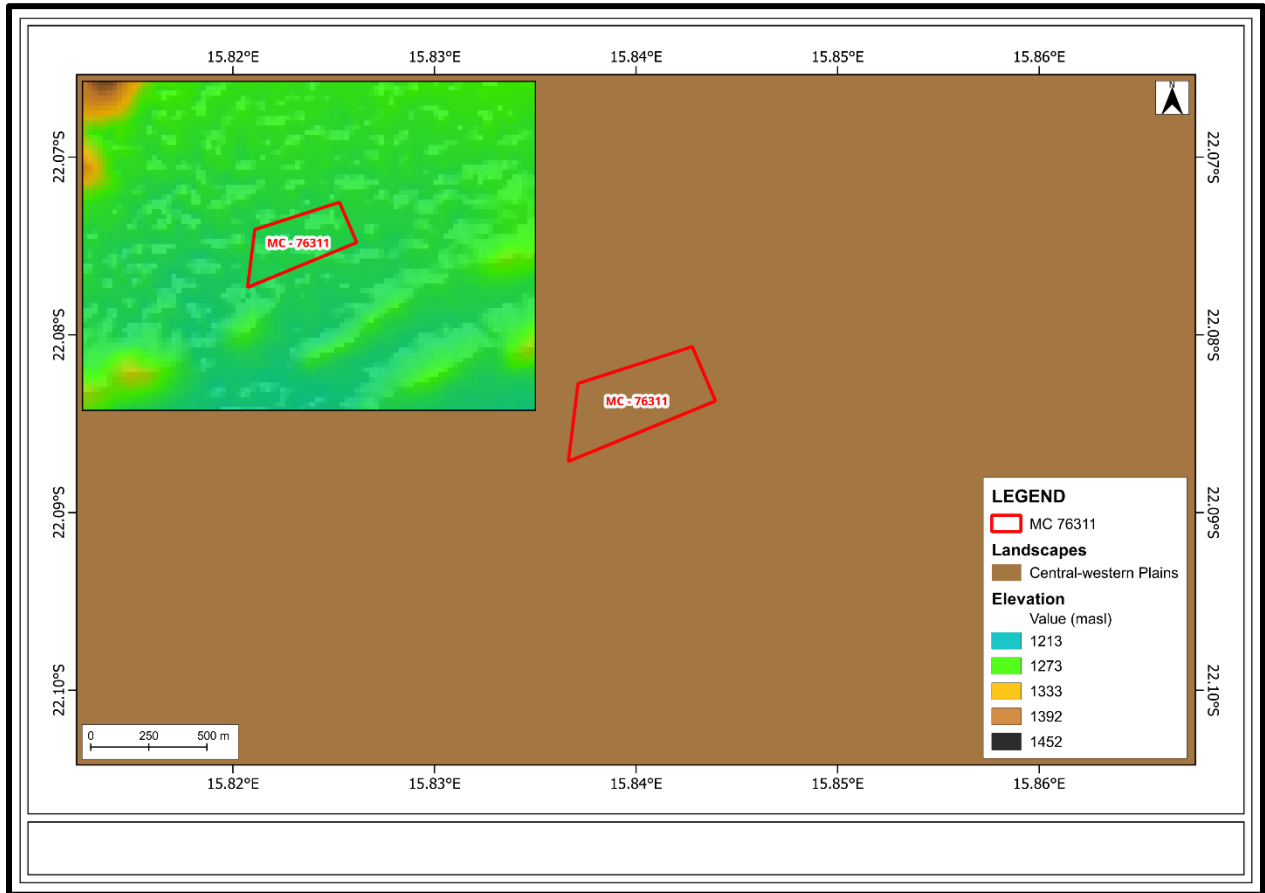 15.82°E 15.83°E 15.84°E 15.85°E 15.86°E
N
22.07°S
22.07°S
MC - 76311
22.08°S
22.08°S
MC - 76311
22.09°S
22.09°S
22.10°S
22.10°S
LEGEND
MC 76311
Landscapes
Central-western Plains
Elevation
Value (masl)
1213
1273
1333
1392
1452
0 250 500 m
15.82°E 15.83°E 15.84°E 15.85°E 15.86°E